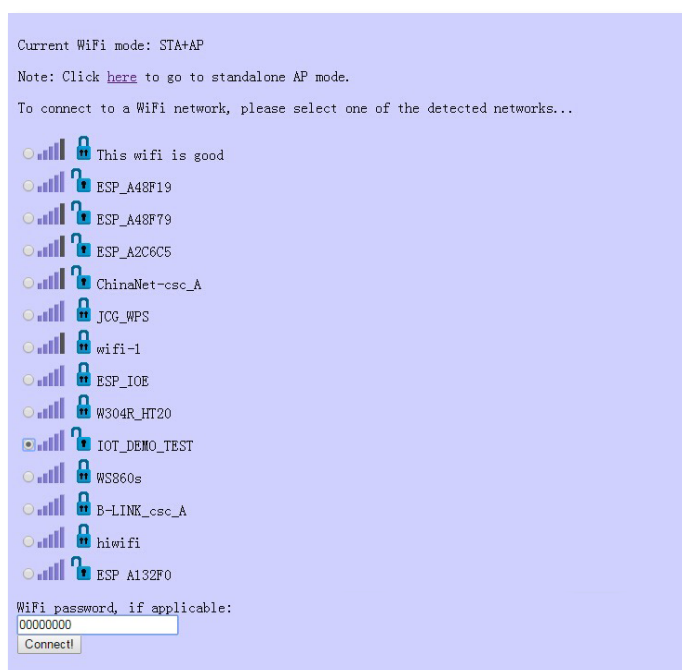 Current WiFi mode: STA+AP
Note: Click here to go to standalone AP mode.
To connect to a WiFi network, please select one of the detected networks...
This wifi is good
ESP_A48F19
ESP_A48F79
ESP_A2C6C5
ChinaNet-csc_A
JCG_WPS
wifi-1
ESP_IOE
W304R_HT20
IOT_DEMO_TEST
WS860s
B-LINK_csc_A
hiwifi
ESP A132F0
WiFi password, if applicable:
00000000
Connect!